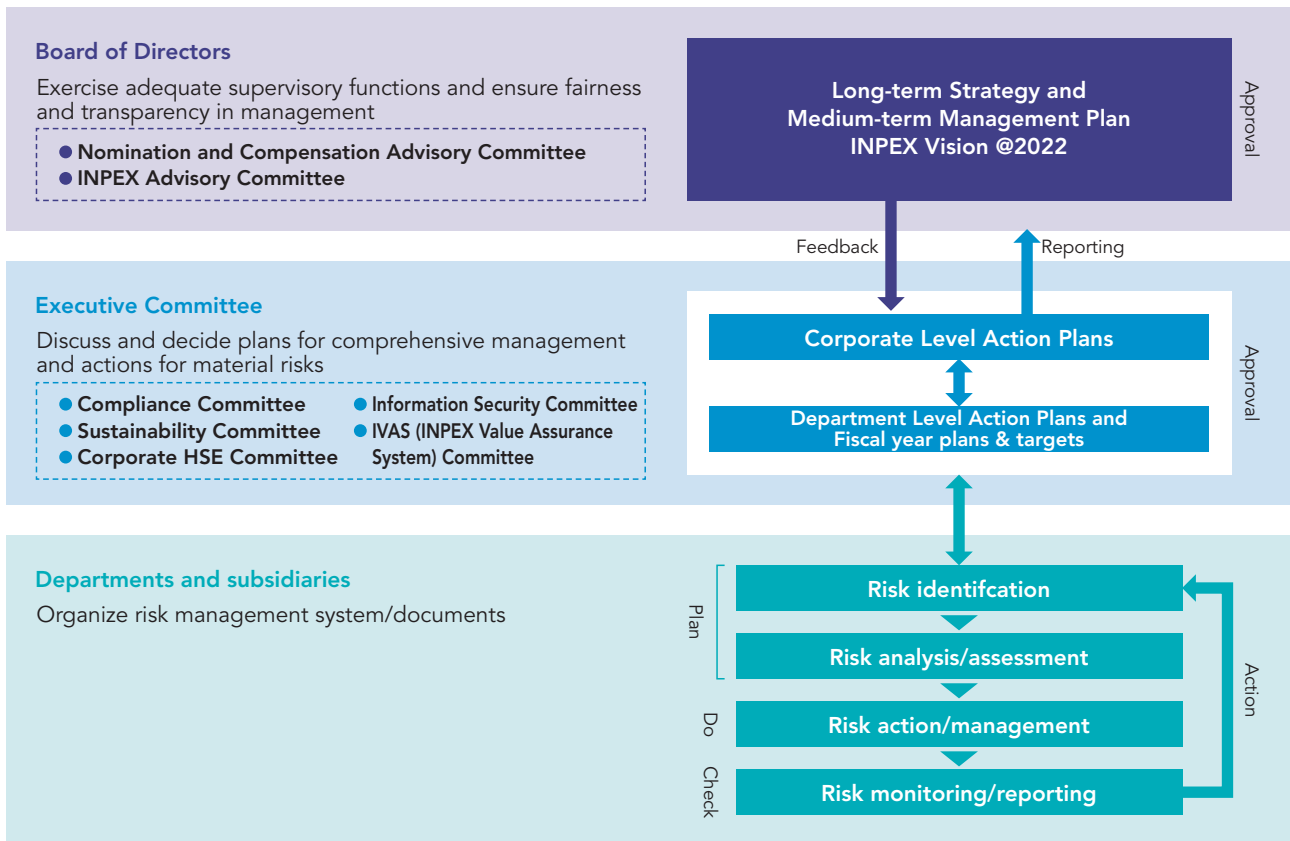 Board of Directors
Exercise adequate supervisory functions and ensure fairness
and transparency in management
Nomination and Compensation Advisory Committee
INPEX Advisory Committee
Long-term Strategy and
Medium-term Management Plan
INPEX Vision @2022
Approval
Feedback
Reporting
Executive Committee
Discuss and decide plans for comprehensive management
and actions for material risks
Compliance Committee
Sustainability Committee
Corporate HSE Committee
Information Security Committee
IVAS (INPEX Value Assurance
System) Committee
Corporate Level Action Plans
Department Level Action Plans and
Fiscal year plans & targets
Approval
Departments and subsidiaries
Organize risk management system/documents
Plan
Risk identifcation
Risk analysis/assessment
Do
Risk action/management
Check
Risk monitoring/reporting
Action